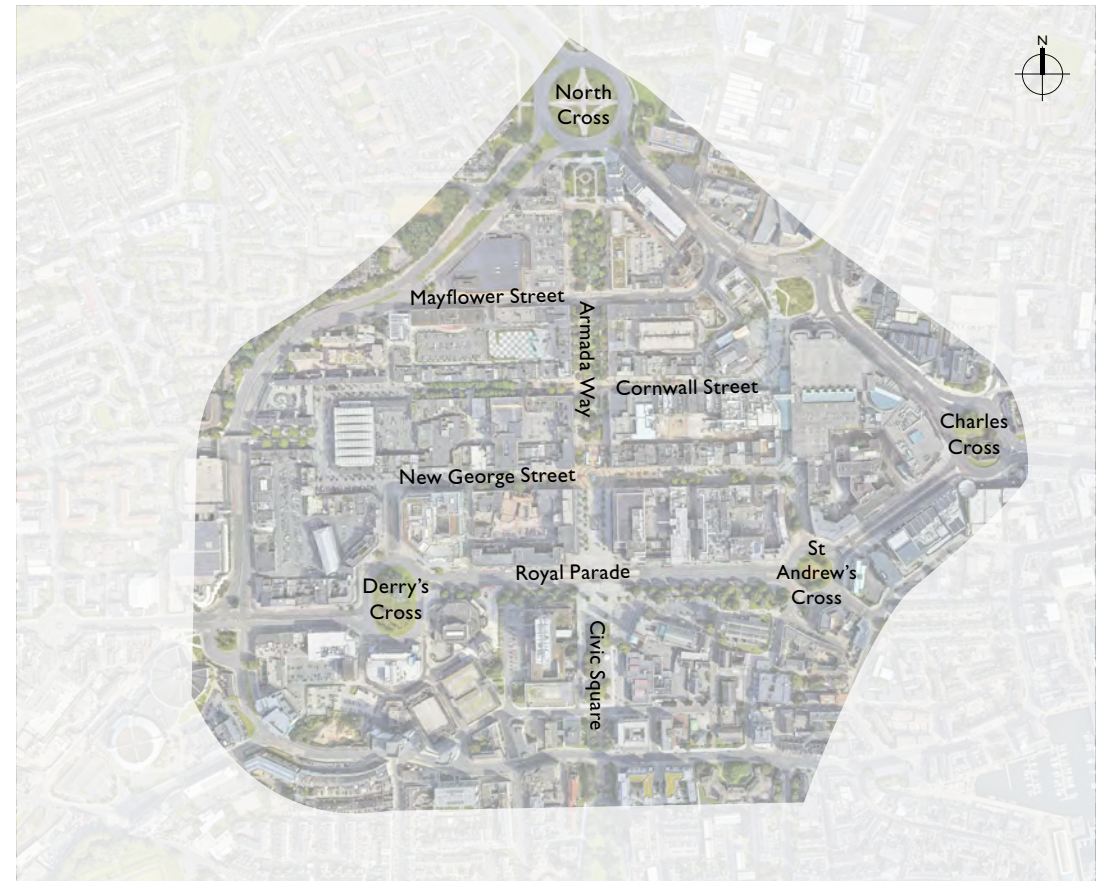 N
North
Cross
Mayflower Street
Armada Way
Cornwall Street
Charles
Cross
New George Street
St
Andrew's
Cross
Royal Parade
Derry's
Cross
Civic Square